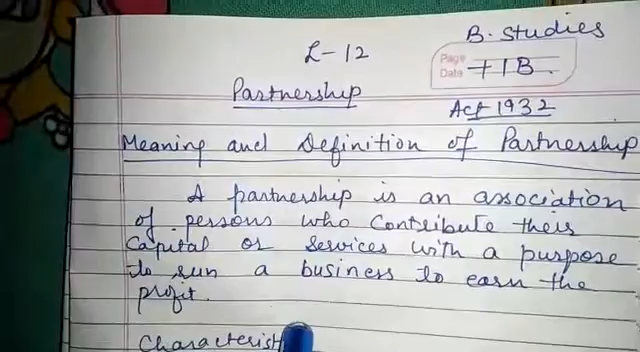 B. Studies
L-12
Page
Date +1B.
Partnership
Act 1932
Meaning and Definition of Partnership
A partnership is an association
of persons who contribute their
Capital or services with a purpose
to run a business to earn the
profit.
Characterist